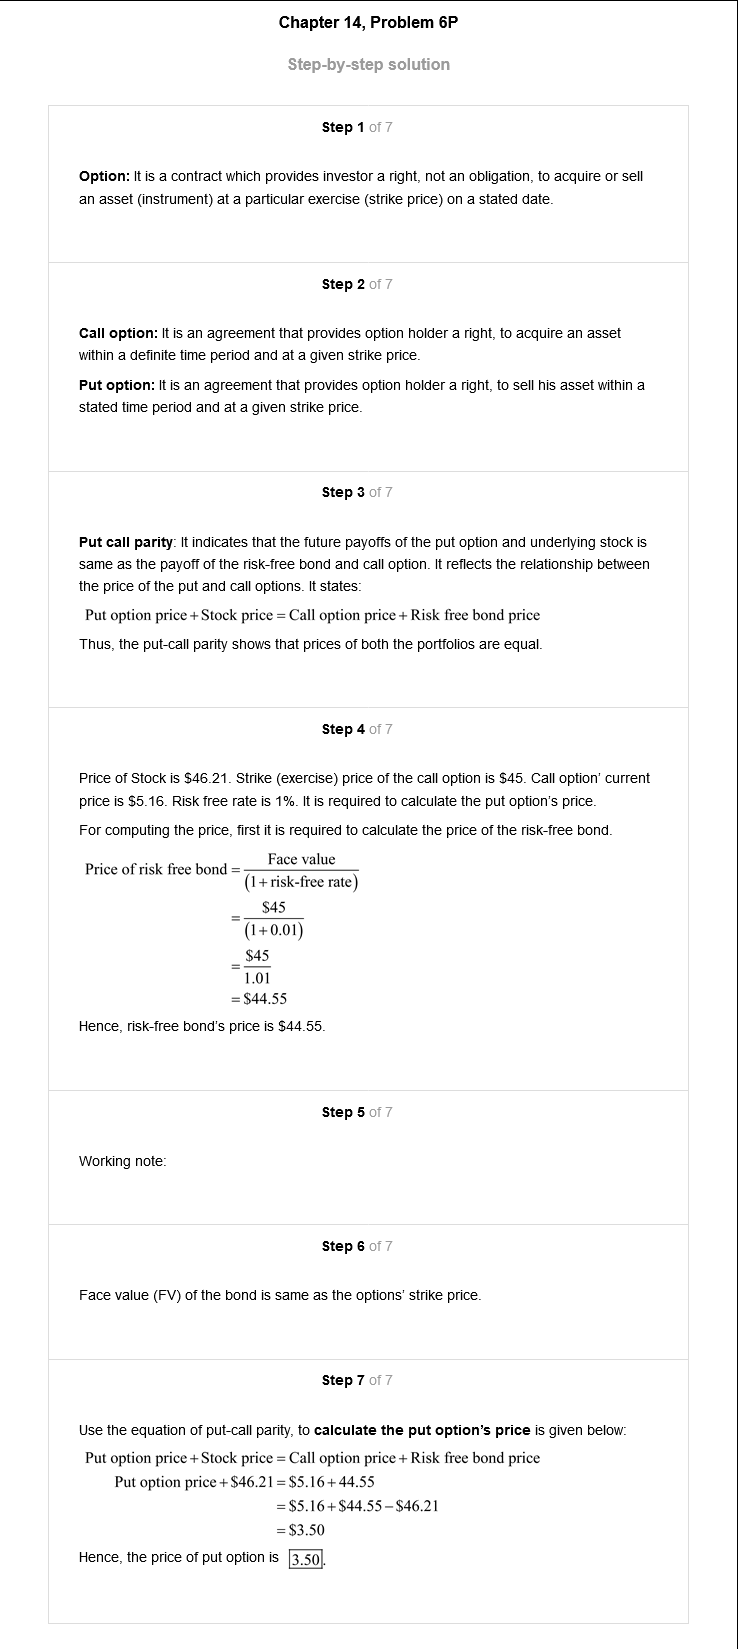 Chapter 14, Problem 6P
Step-by-step solution
Step 1 of 7
Option: It is a contract which provides investor a right, not an obligation, to acquire or sell
an asset (instrument) at a particular exercise (strike price) on a stated date.
Step 2 of 7
Call option: It is an agreement that provides option holder a right, to acquire an asset
within a definite time period and at a given strike price.
Put option: It is an agreement that provides option holder a right, to sell his asset within a
stated time period and at a given strike price.
Step 3 of 7
Put call parity: It indicates that the future payoffs of the put option and underlying stock is
same as the payoff of the risk-free bond and call option. It reflects the relationship between
the price of the put and call options. It states:
Put option price + Stock price = Call option price + Risk free bond price
Thus, the put-call parity shows that prices of both the portfolios are equal.
Step 4 of 7
Price of Stock is $46.21. Strike (exercise) price of the call option is $45. Call option' current
price is $5.16. Risk free rate is 1%. It is required to calculate the put option's price.
For computing the price, first it is required to calculate the price of the risk-free bond.
Price of risk free bond = Face value
(1 + risk-free rate)
= $45
(1+0.01)
= $45
1.01
= $44.55
Hence, risk-free bond's price is $44.55.
Step 5 of 7
Working note:
Step 6 of 7
Face value (FV) of the bond is same as the options' strike price.
Step 7 of 7
Use the equation of put-call parity, to calculate the put option's price is given below:
Put option price + Stock price = Call option price + Risk free bond price
Put option price + $46.21 = $5.16 + 44.55
= $5.16 + $44.55 – $46.21
= $3.50
Hence, the price of put option is 3.50.